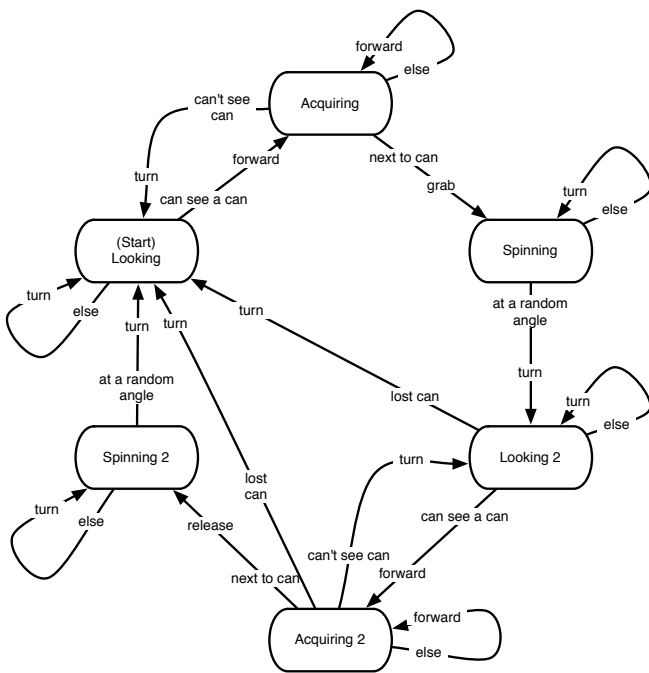 forward
else
Acquiring
can't see
can
forward
next to can
grab
turn
can see a can
turn
else
(Start)
Looking
Spinning
turn
else
turn
at a random
angle
turn
turn
turn
at a random
angle
lost can
turn
else
Spinning 2
Looking 2
turn
lost
can
turn
else
release
can see a can
can't see can
forward
next to can
forward
Acquiring 2
else